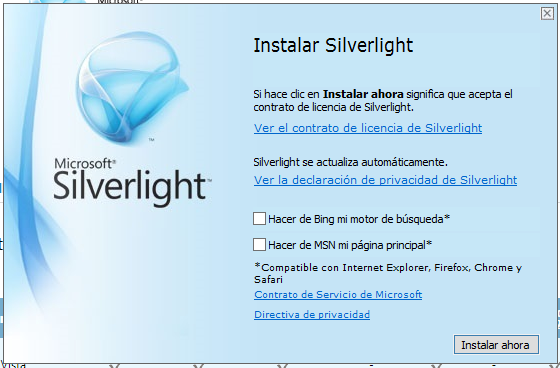 Microsoft®
Instalar Silverlight
Si hace clic en Instalar ahora significa que acepta el
contrato de licencia de Silverlight.
Ver el contrato de licencia de Silverlight
™
Microsoft®
Silverlight™
Silverlight se actualiza automáticamente.
Ver la declaración de privacidad de Silverlight
Hacer de Bing mi motor de búsqueda*
Hacer de MSN mi página principal*
*Compatible con Internet Explorer, Firefox, Chrome y
Safari
Contrato de Servicio de Microsoft
Directiva de privacidad
Instalar ahora
Vista